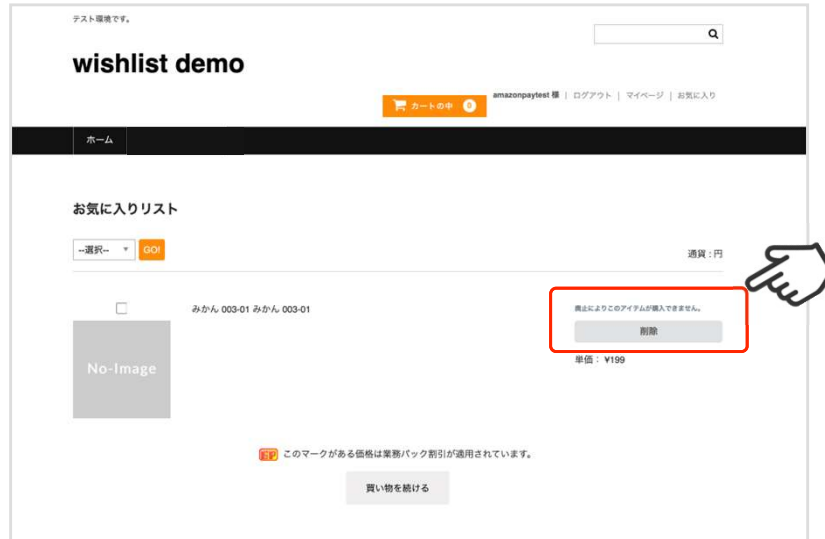 テスト環境です。
wishlist demo
カートの中 0
amazonpaytest 様 | ログアウト | マイページ | お気に入り
ホーム
お気に入りリスト
--選択-- GO!
通貨 : 円
みかん 003-01 みかん 003-01
廃止によりこのアイテムが購入できません。
削除
No-Image
単価 : ¥199
このマークがある価格は業務パック割引が適用されています。
買い物を続ける